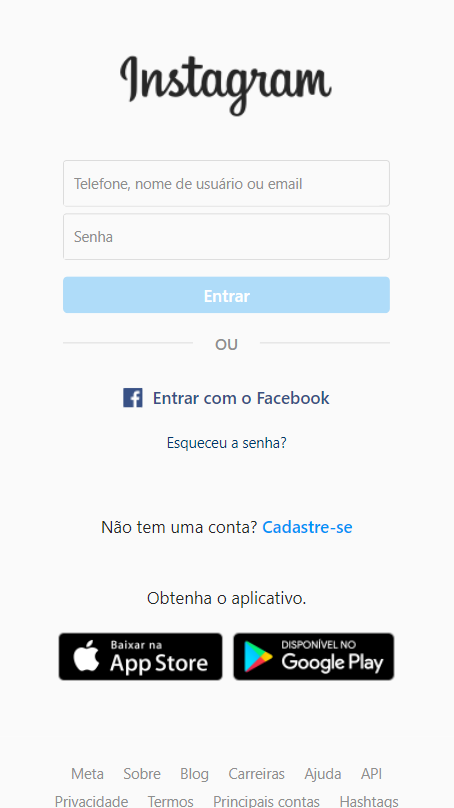 Instagram
Telefone, nome de usuário ou email
Senha
Entrar
OU
Entrar com o Facebook
Esqueceu a senha?
Não tem uma conta? Cadastre-se
Obtenha o aplicativo.
Baixar na
App Store
DISPONÍVEL NO
Google Play
Meta Sobre Blog Carreiras Ajuda API
Privacidade Termos Principais contas Hashtags